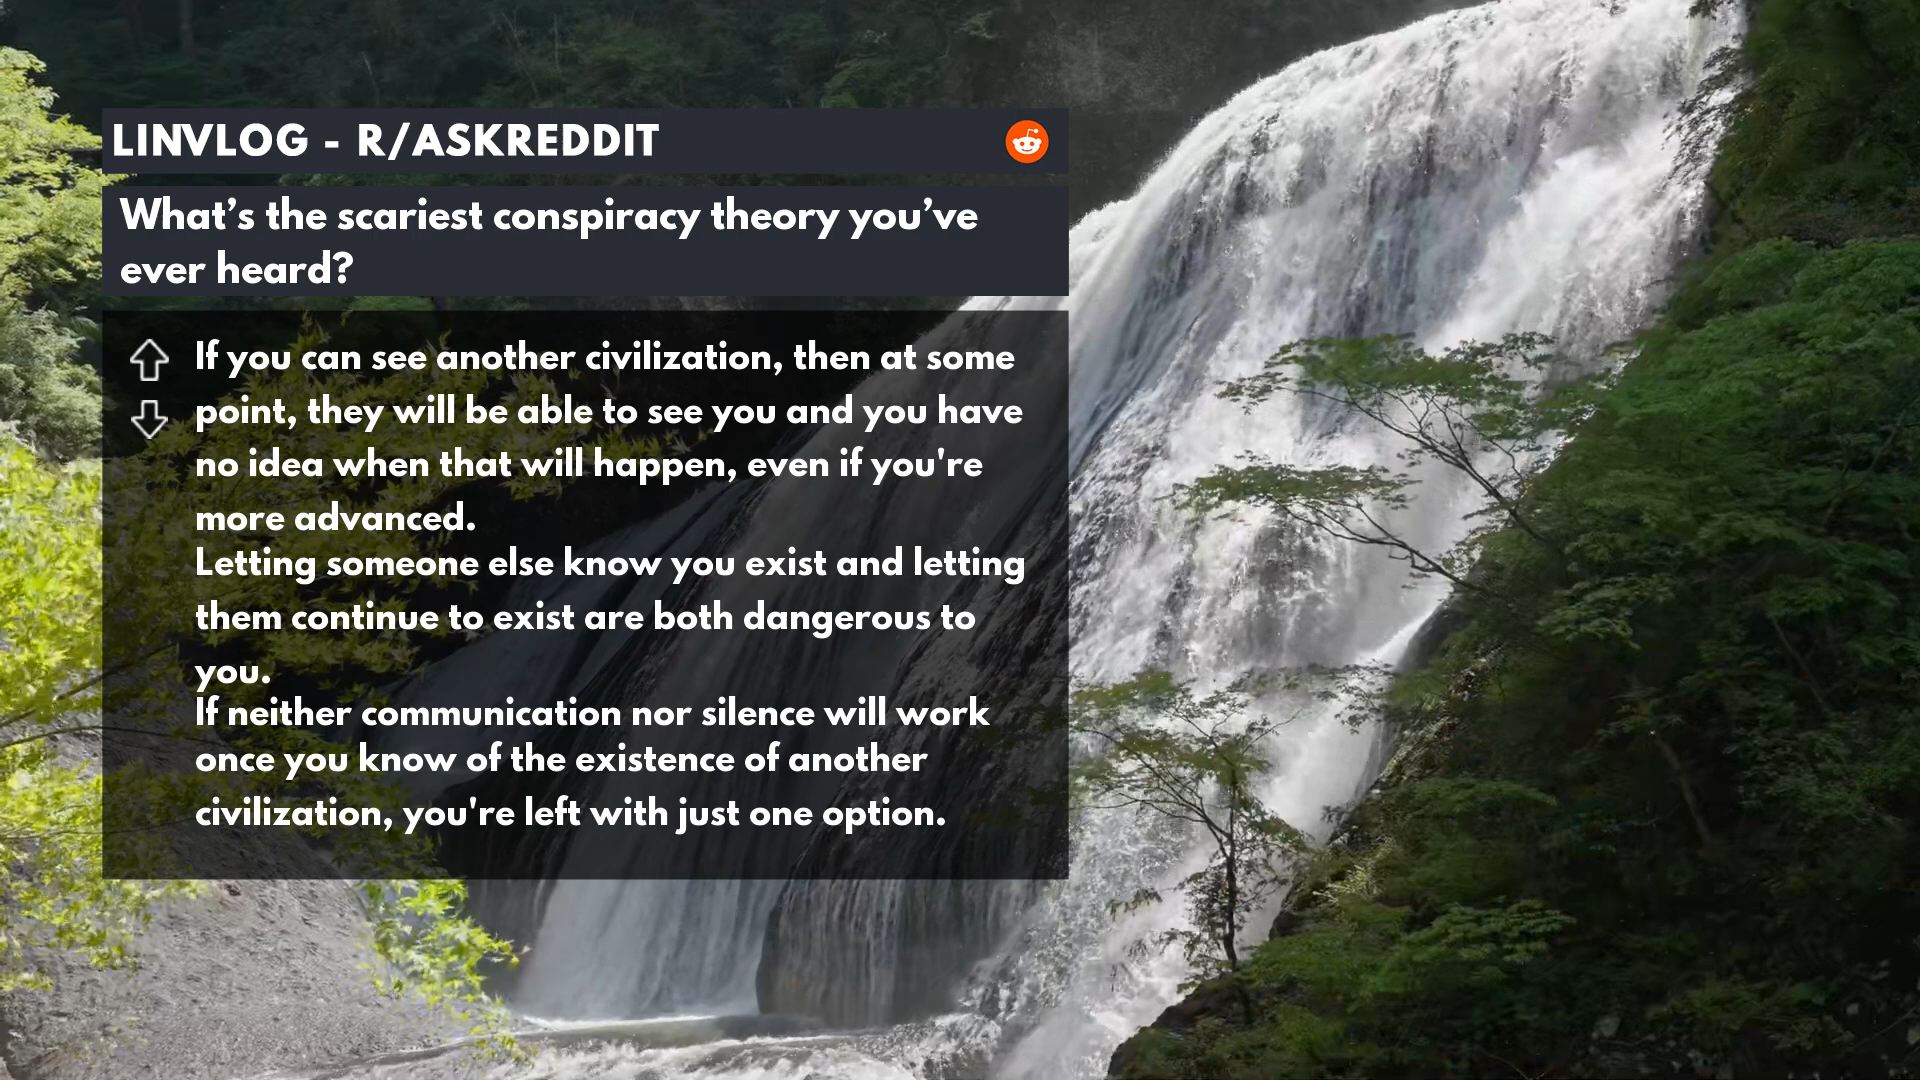 LINVLOG - R/ASKREDDIT
What’s the scariest conspiracy theory you’ve
ever heard?
If you can see another civilization, then at some
point, they will be able to see you and you have
no idea when that will happen, even if you're
more advanced.
Letting someone else know you exist and letting
them continue to exist are both dangerous to
you.
If neither communication nor silence will work
once you know of the existence of another
civilization, you're left with just one option.